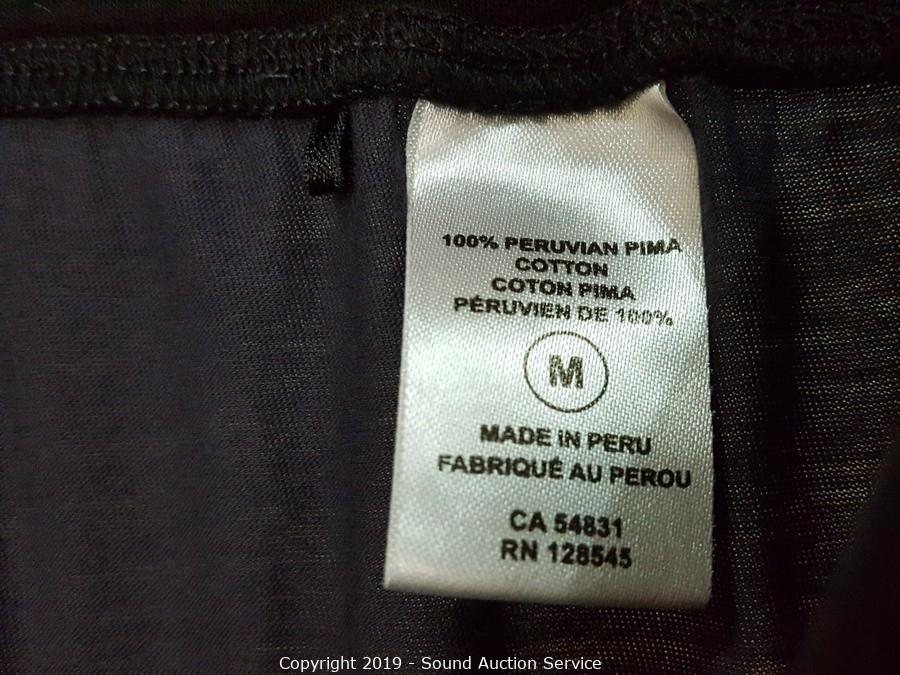 100% PERUVIAN PIMA
COTTON
COTON PIMA
PÉRUVIEN DE 100%
M
MADE IN PERU
FABRIQUÉ AU PEROU
CA 54831
RN 128545
Copyright 2019 - Sound Auction Service